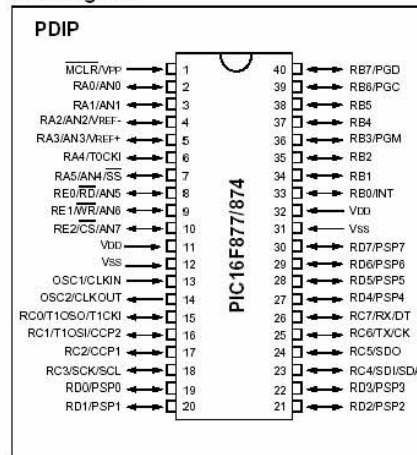 PDIP
MCLR/VPP 1
RA0/AN0 2
RA1/AN1 3
RA2/AN2/VREF- 4
RA3/AN3/VREF+ 5
RA4/T0CKI 6
RA5/AN4/SS 7
RE0/RD/AN5 8
RE1/WR/AN6 9
RE2/CS/AN7 10
VDD 11
VSS 12
OSC1/CLKIN 13
OSC2/CLKOUT 14
RC0/T1OSO/T1CKI 15
RC1/T1OSI/CCP2 16
RC2/CCP1 17
RC3/SCK/SCL 18
RD0/PSP0 19
RD1/PSP1 20
PIC16F877/874
40 RB7/PGD
39 RB6/PGC
38 RB5
37 RB4
36 RB3/PGM
35 RB2
34 RB1
33 RB0/INT
32 VDD
31 VSS
30 RD7/PSP7
29 RD6/PSP6
28 RD5/PSP5
27 RD4/PSP4
26 RC7/RX/DT
25 RC6/TX/CK
24 RC5/SDO
23 RC4/SDI/SDA
22 RD3/PSP3
21 RD2/PSP2